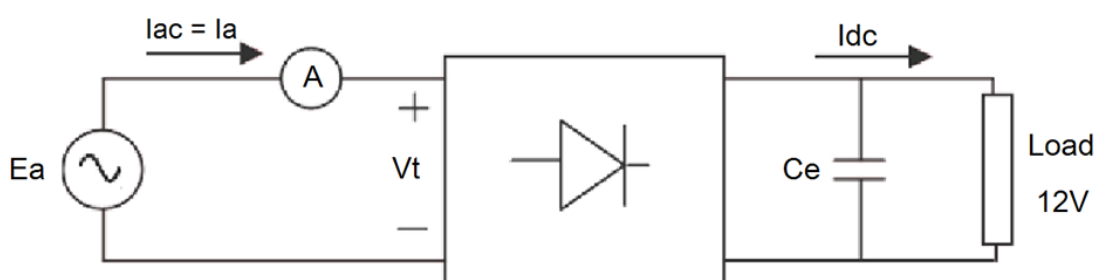 Iac = Ia
Idc
A
+
Ea
Vt
Ce
Load
12V
−